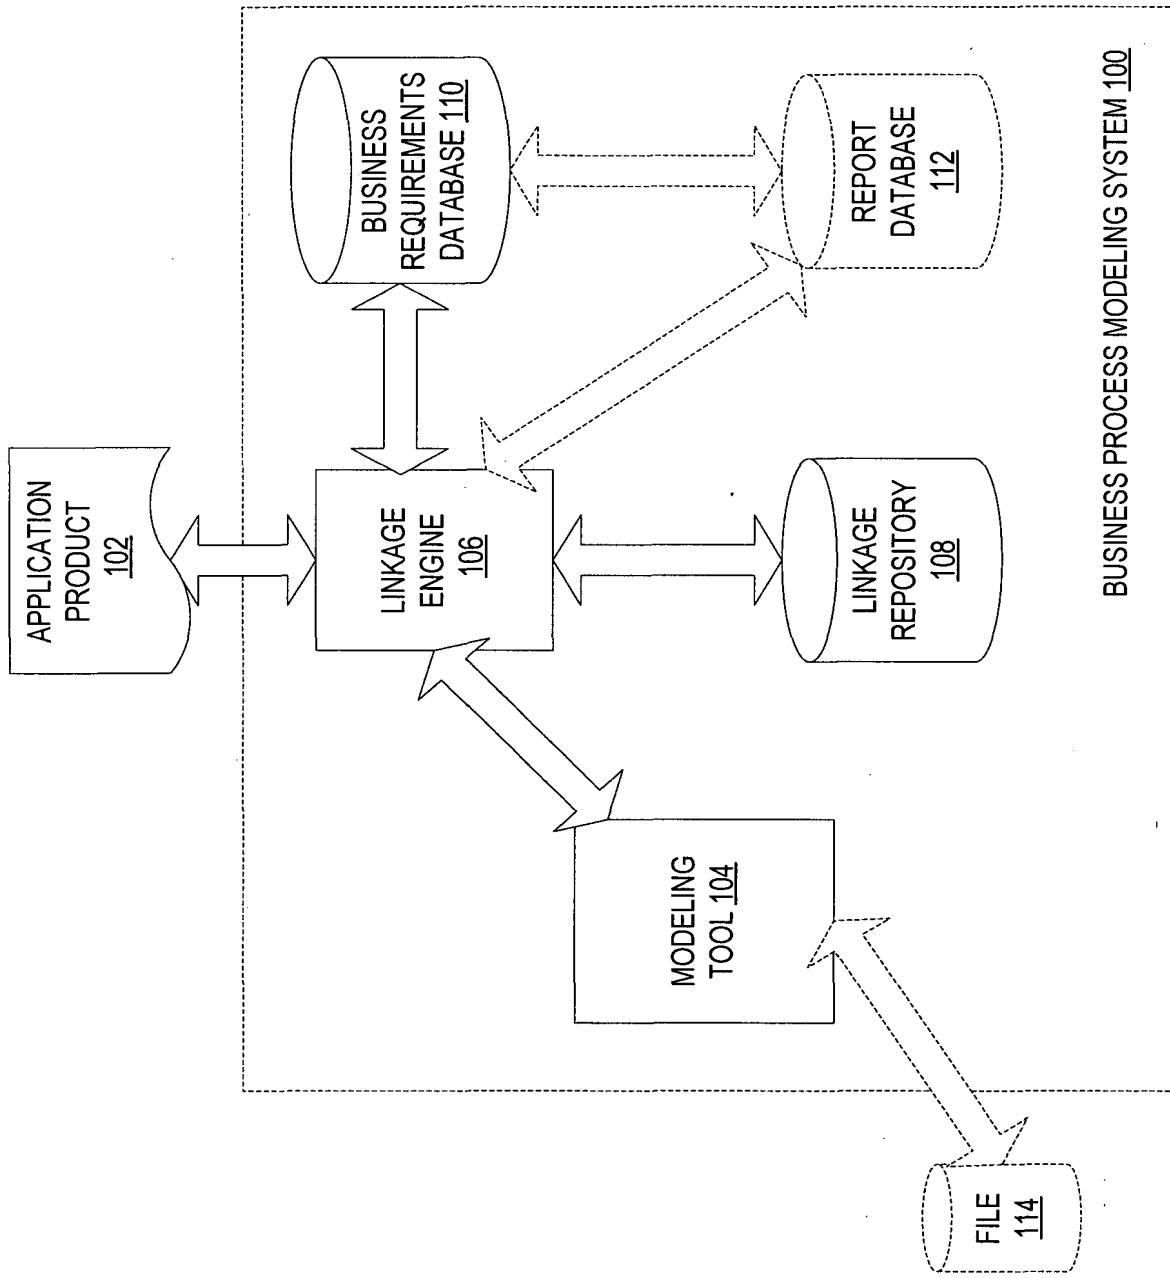 APPLICATION
PRODUCT
102
BUSINESS
REQUIREMENTS
DATABASE 110
LINKAGE
ENGINE
106
REPORT
DATABASE
112
LINKAGE
REPOSITORY
108
MODELING
TOOL 104
FILE
114
BUSINESS PROCESS MODELING SYSTEM 100